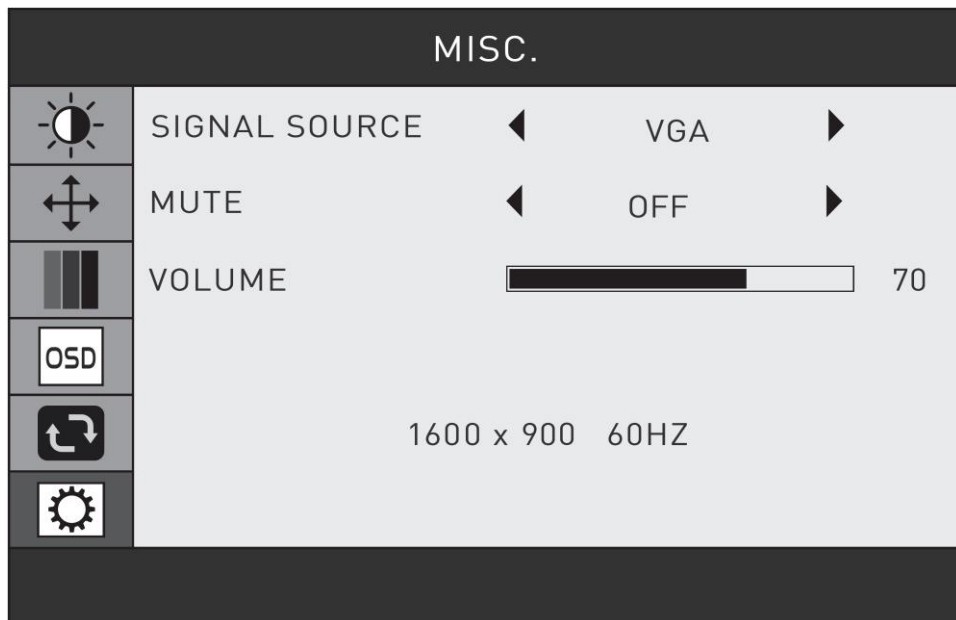 MISC.
SIGNAL SOURCE VGA
MUTE OFF
VOLUME 70
OSD
1600 x 900 60HZ